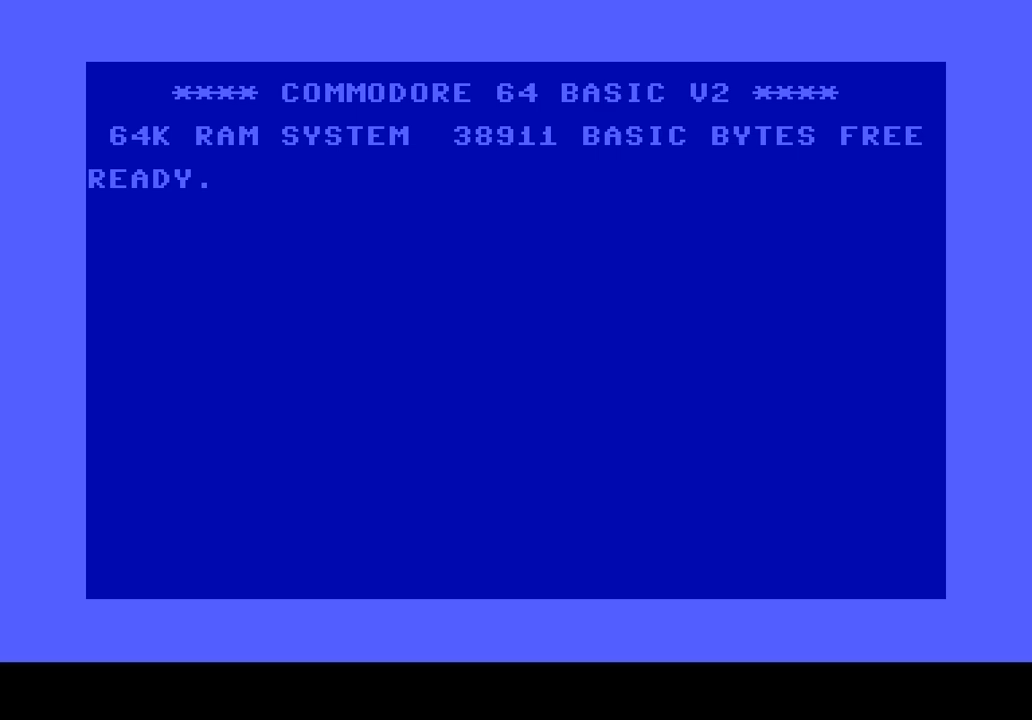 **** COMMODORE 64 BASIC V2 ****
64K RAM SYSTEM  38911 BASIC BYTES FREE
READY.